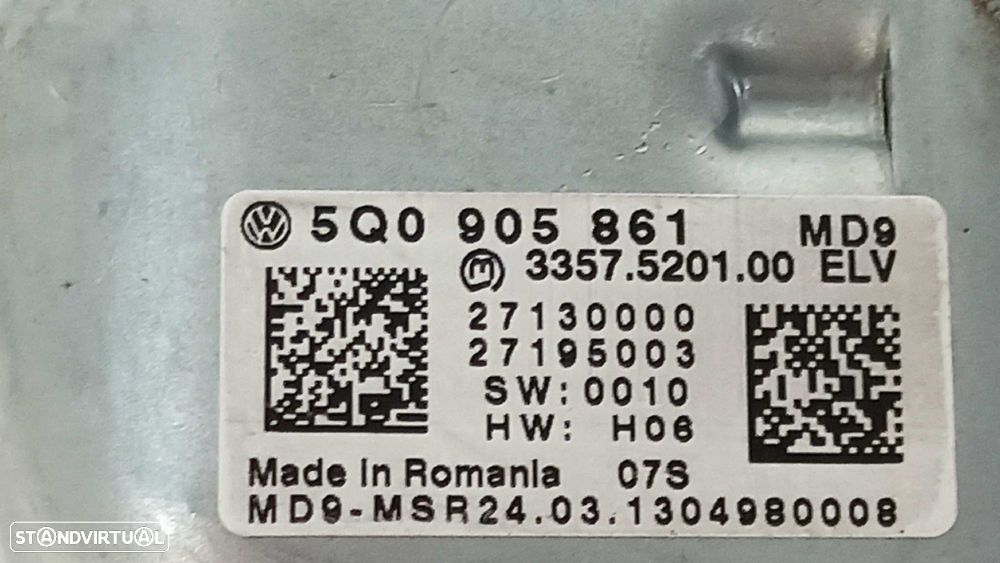 5Q0 905 861 MD9
3357.5201.00 ELV
27130000
27195003
SW:0010
HW: H06
Made In Romania 07S
MD9-MSR24.03.1304980008
STANDVIRTUAL